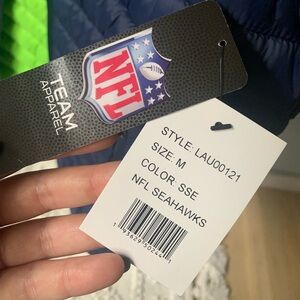 NFL
TEAM
APPAREL
STYLE: LAU00121
SIZE: M
COLOR: SSE
NFL SEAHAWKS